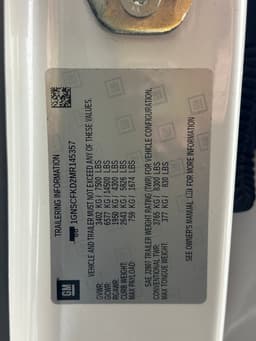 TRAILERING INFORMATION
1GNSCFKD2MR145357
VEHICLE AND TRAILER MUST NOT EXCEED ANY OF THESE VALUES.
GVWR: 3402 KG / 7500 LBS
GCWR: 6577 KG / 14500 LBS
RGAWR: 1950 KG / 4300 LBS
CURB WEIGHT: 2643 KG / 5826 LBS
MAX PAYLOAD: 759 KG / 1674 LBS
SAE J2807 TRAILER WEIGHT RATING (TWR) FOR VEHICLE CONFIGURATION.
CONVENTIONAL TWR: 3765 KG / 8300 LBS
MAX TONGUE WEIGHT: 377 KG / 830 LBS
SEE OWNER'S MANUAL FOR MORE INFORMATION
GM